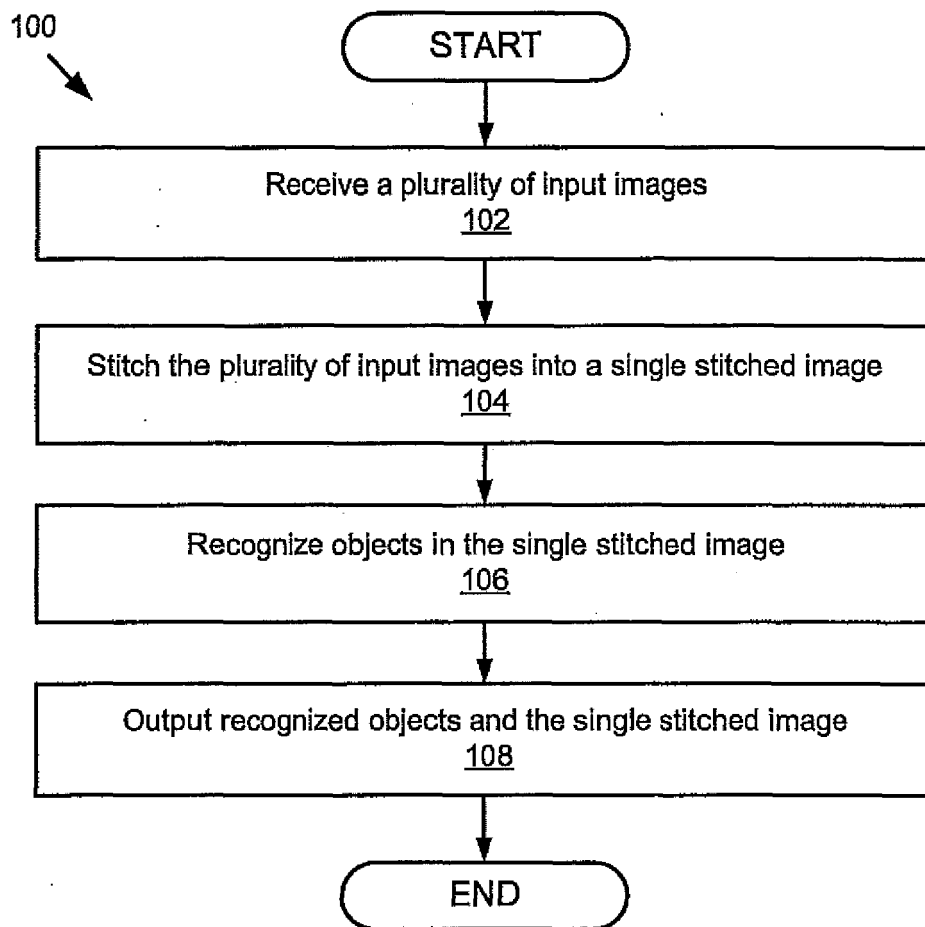 100
START
Receive a plurality of input images
102
Stitch the plurality of input images into a single stitched image
104
Recognize objects in the single stitched image
106
Output recognized objects and the single stitched image
108
END